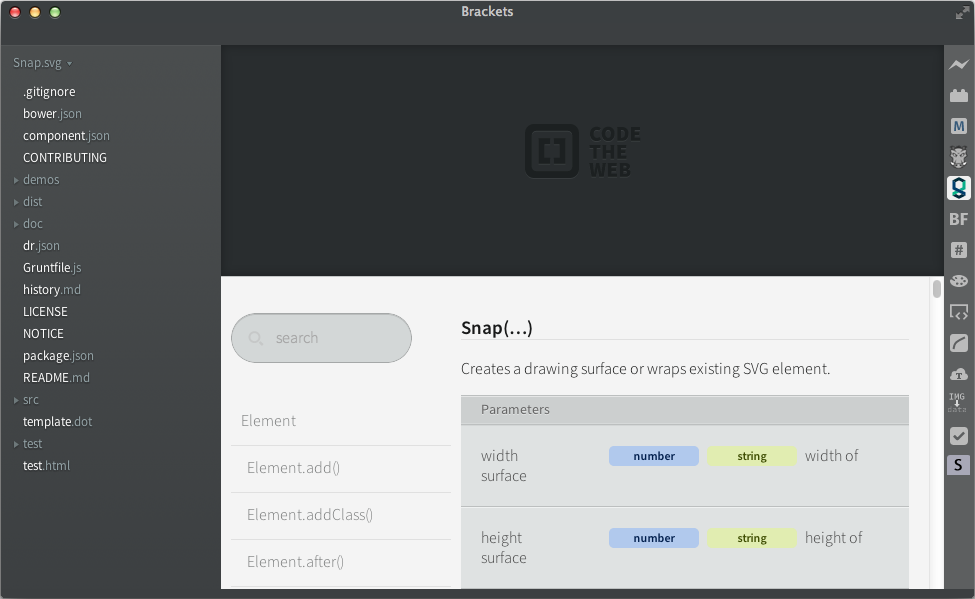 Brackets
Snap.svg
.gitignore
bower.json
component.json
CONTRIBUTING
demos
dist
doc
dr.json
Gruntfile.js
history.md
LICENSE
NOTICE
package.json
README.md
src
template.dot
test
test.html
CODE
THE
WEB
search
Element
Element.add()
Element.addClass()
Element.after()
Snap(…)
Creates a drawing surface or wraps existing SVG element.
Parameters
width number string width of
surface
height number string height of
surface
M
BF
#
T
IMG
data
S